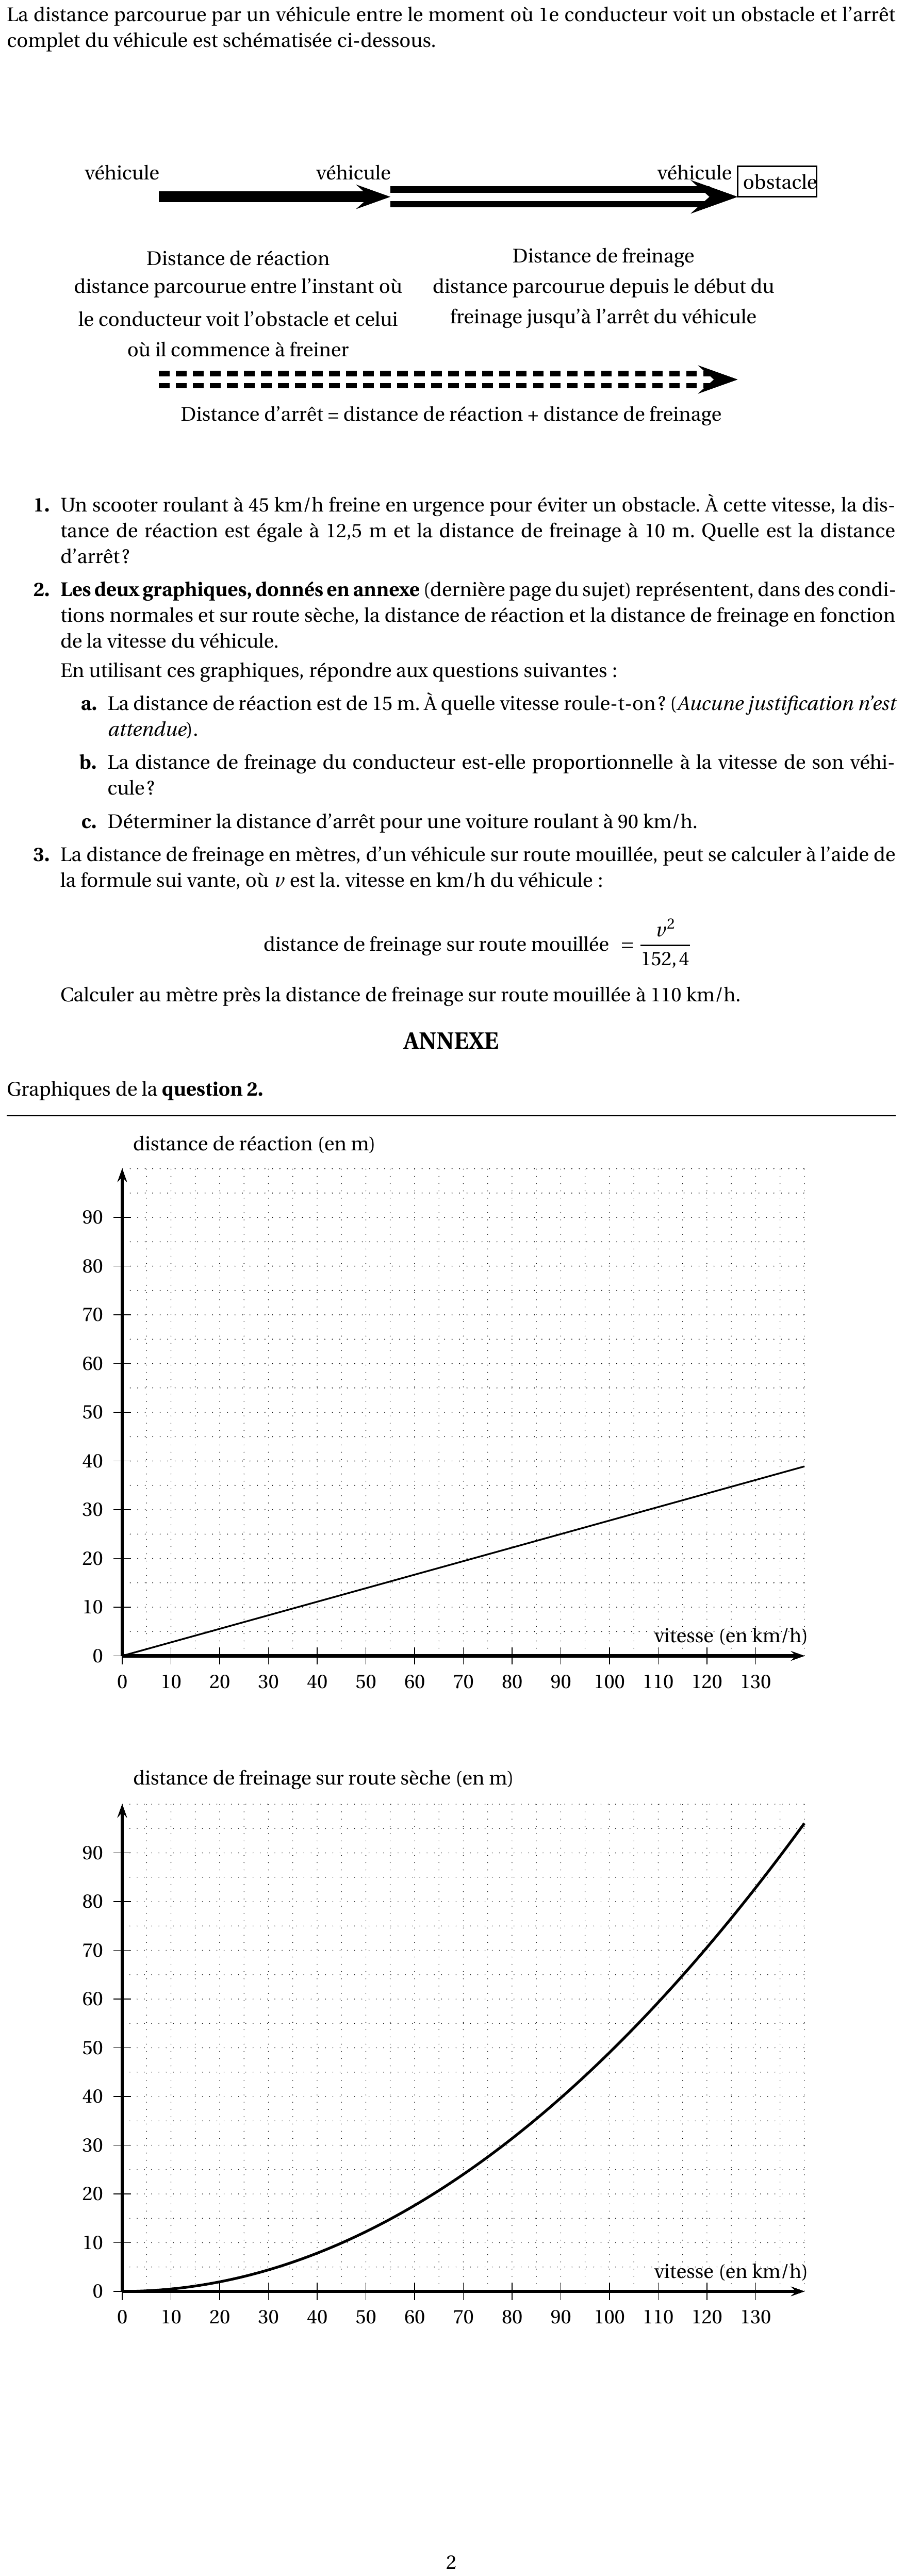 La distance parcourue par un véhicule entre le moment où 1e conducteur voit un obstacle et l'arrêt
complet du véhicule est schématisée ci-dessous.
véhicule véhicule véhicule obstacle
Distance de réaction
distance parcourue entre l'instant où
le conducteur voit l'obstacle et celui
où il commence à freiner
Distance de freinage
distance parcourue depuis le début du
freinage jusqu'à l'arrêt du véhicule
Distance d'arrêt = distance de réaction + distance de freinage
1. Un scooter roulant à 45 km/h freine en urgence pour éviter un obstacle. À cette vitesse, la dis-
tance de réaction est égale à 12,5 m et la distance de freinage à 10 m. Quelle est la distance
d'arrêt?
2. Les deux graphiques, donnés en annexe (dernière page du sujet) représentent, dans des condi-
tions normales et sur route sèche, la distance de réaction et la distance de freinage en fonction
de la vitesse du véhicule.
En utilisant ces graphiques, répondre aux questions suivantes :
a. La distance de réaction est de 15 m. À quelle vitesse roule-t-on? (Aucune justification n'est
attendue).
b. La distance de freinage du conducteur est-elle proportionnelle à la vitesse de son véhi-
cule?
c. Déterminer la distance d'arrêt pour une voiture roulant à 90 km/h.
3. La distance de freinage en mètres, d'un véhicule sur route mouillée, peut se calculer à l'aide de
la formule sui vante, où v est la. vitesse en km/h du véhicule :
distance de freinage sur route mouillée = v²/152,4
Calculer au mètre près la distance de freinage sur route mouillée à 110 km/h.
ANNEXE
Graphiques de la question 2.
distance de réaction (en m)
90
80
70
60
50
40
30
20
10
vitesse (en km/h)
0
0 10 20 30 40 50 60 70 80 90 100 110 120 130
distance de freinage sur route sèche (en m)
90
80
70
60
50
40
30
20
10
vitesse (en km/h)
0
0 10 20 30 40 50 60 70 80 90 100 110 120 130
2